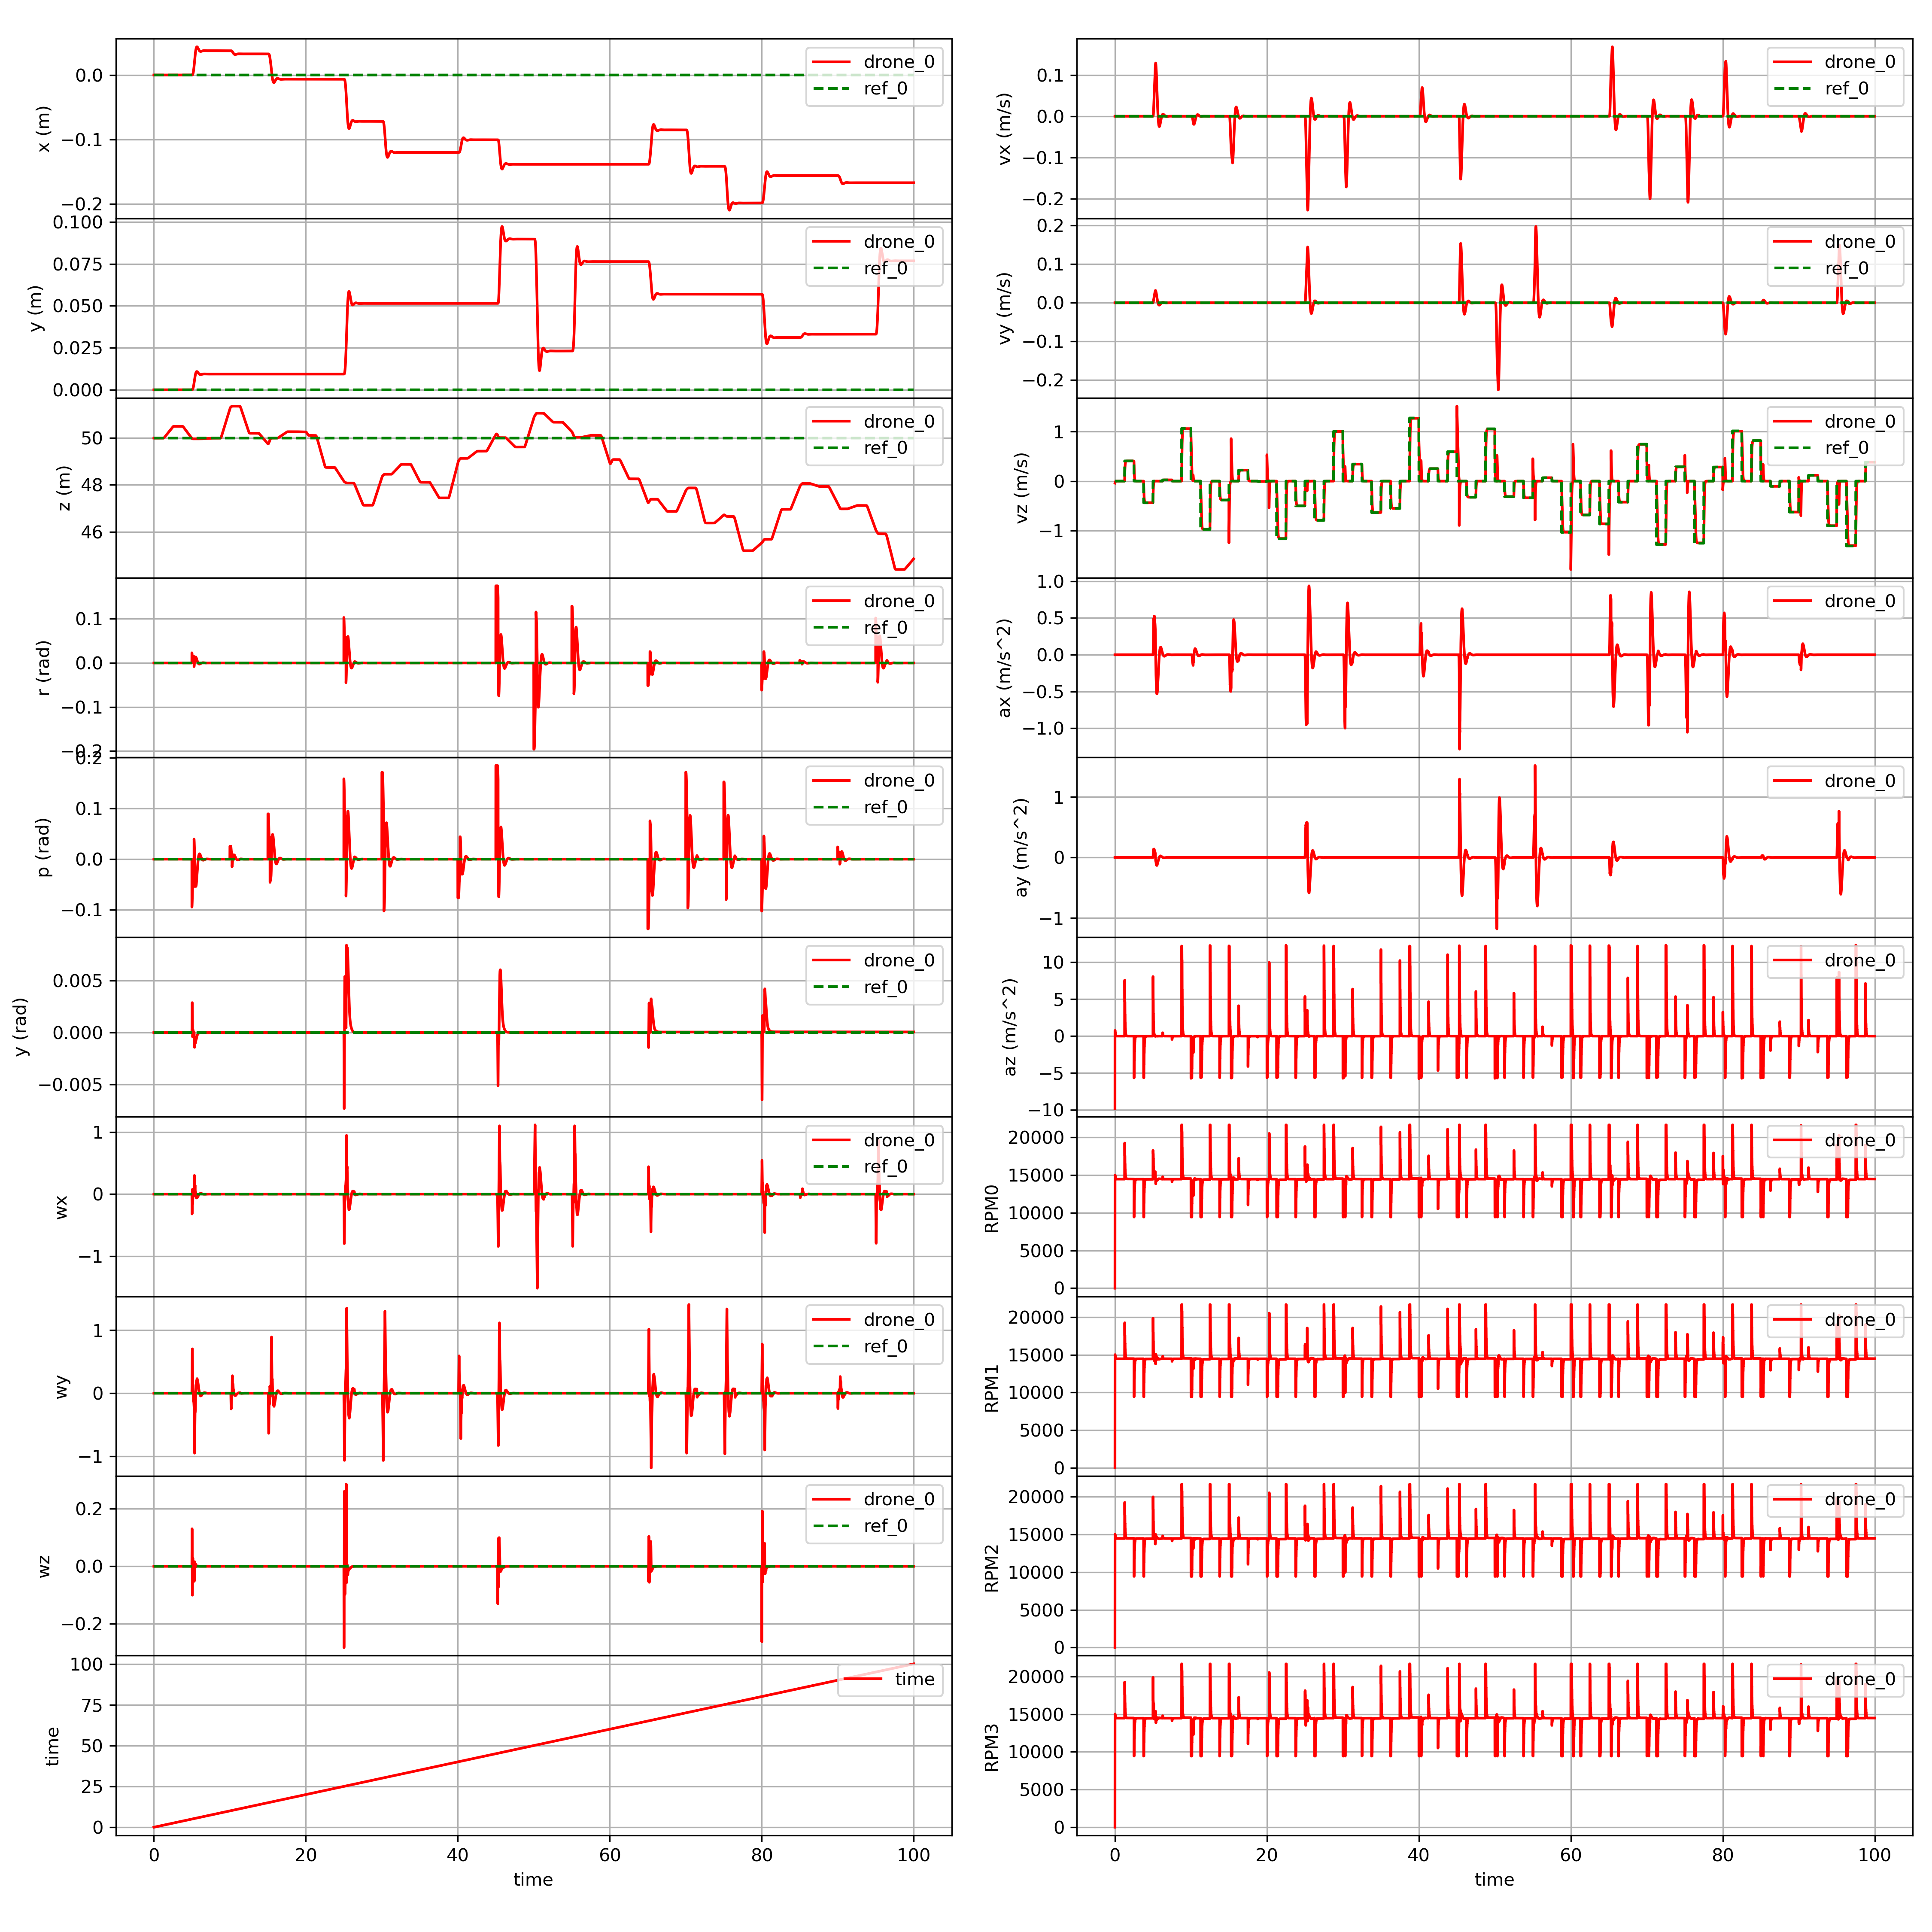 x (m)
0.0
−0.1
−0.2
drone_0
ref_0
y (m)
0.100
0.075
0.050
0.025
0.000
drone_0
ref_0
z (m)
50
48
46
drone_0
ref_0
r (rad)
0.1
0.0
−0.1
−0.2
drone_0
ref_0
p (rad)
0.2
0.1
0.0
−0.1
drone_0
ref_0
y (rad)
0.005
0.000
−0.005
drone_0
ref_0
wx
1
0
−1
drone_0
ref_0
wy
1
0
−1
drone_0
ref_0
wz
0.2
0.0
−0.2
drone_0
ref_0
time
100
75
50
25
0
time
0 20 40 60 80 100
time
vx (m/s)
0.1
0.0
−0.1
−0.2
drone_0
ref_0
vy (m/s)
0.2
0.1
0.0
−0.1
−0.2
drone_0
ref_0
vz (m/s)
1
0
−1
drone_0
ref_0
ax (m/s^2)
1.0
0.5
0.0
−0.5
−1.0
drone_0
ay (m/s^2)
1
0
−1
drone_0
az (m/s^2)
10
5
0
−5
−10
drone_0
RPM0
20000
15000
10000
5000
0
drone_0
RPM1
20000
15000
10000
5000
0
drone_0
RPM2
20000
15000
10000
5000
0
drone_0
RPM3
20000
15000
10000
5000
0
drone_0
0 20 40 60 80 100
time